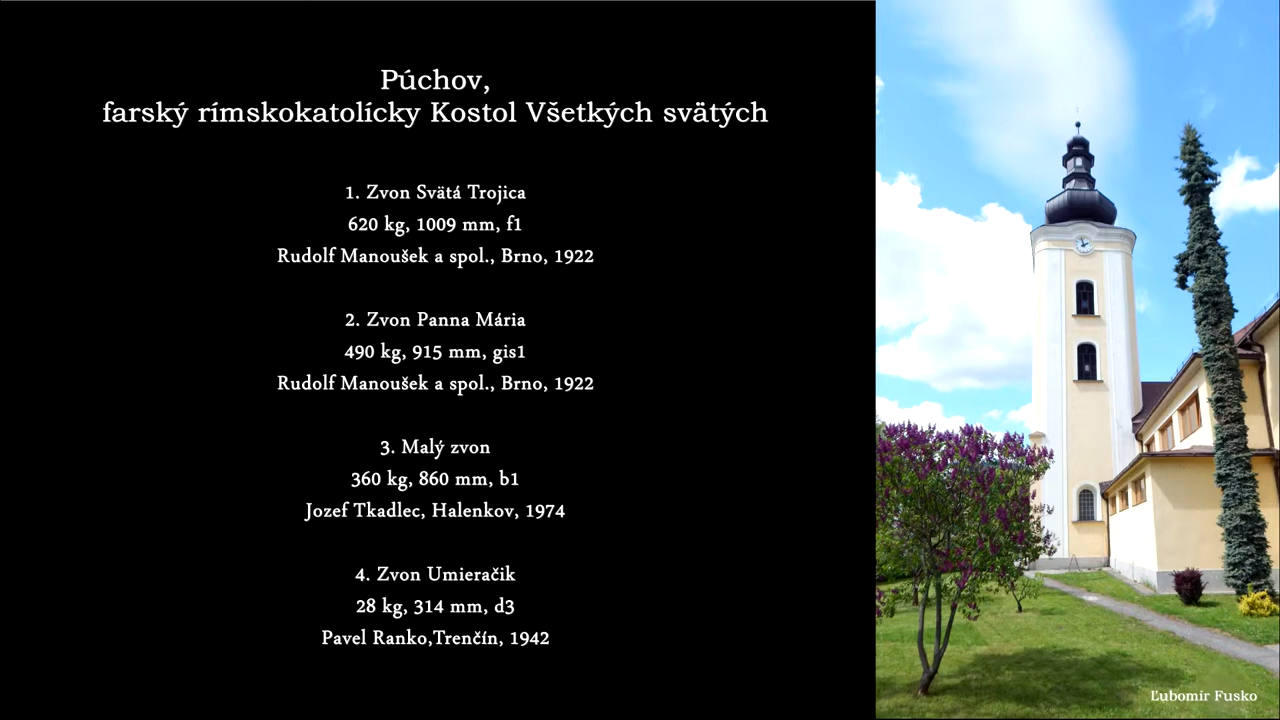 Púchov,
farský rímskokatolícky Kostol Všetkých svätých
1. Zvon Svätá Trojica
620 kg, 1009 mm, f1
Rudolf Manoušek a spol., Brno, 1922
2. Zvon Panna Mária
490 kg, 915 mm, gis1
Rudolf Manoušek a spol., Brno, 1922
3. Malý zvon
360 kg, 860 mm, b1
Jozef Tkadlec, Halenkov, 1974
4. Zvon Umieračik
28 kg, 314 mm, d3
Pavel Ranko,Trenčín, 1942
Ľubomír Fusko